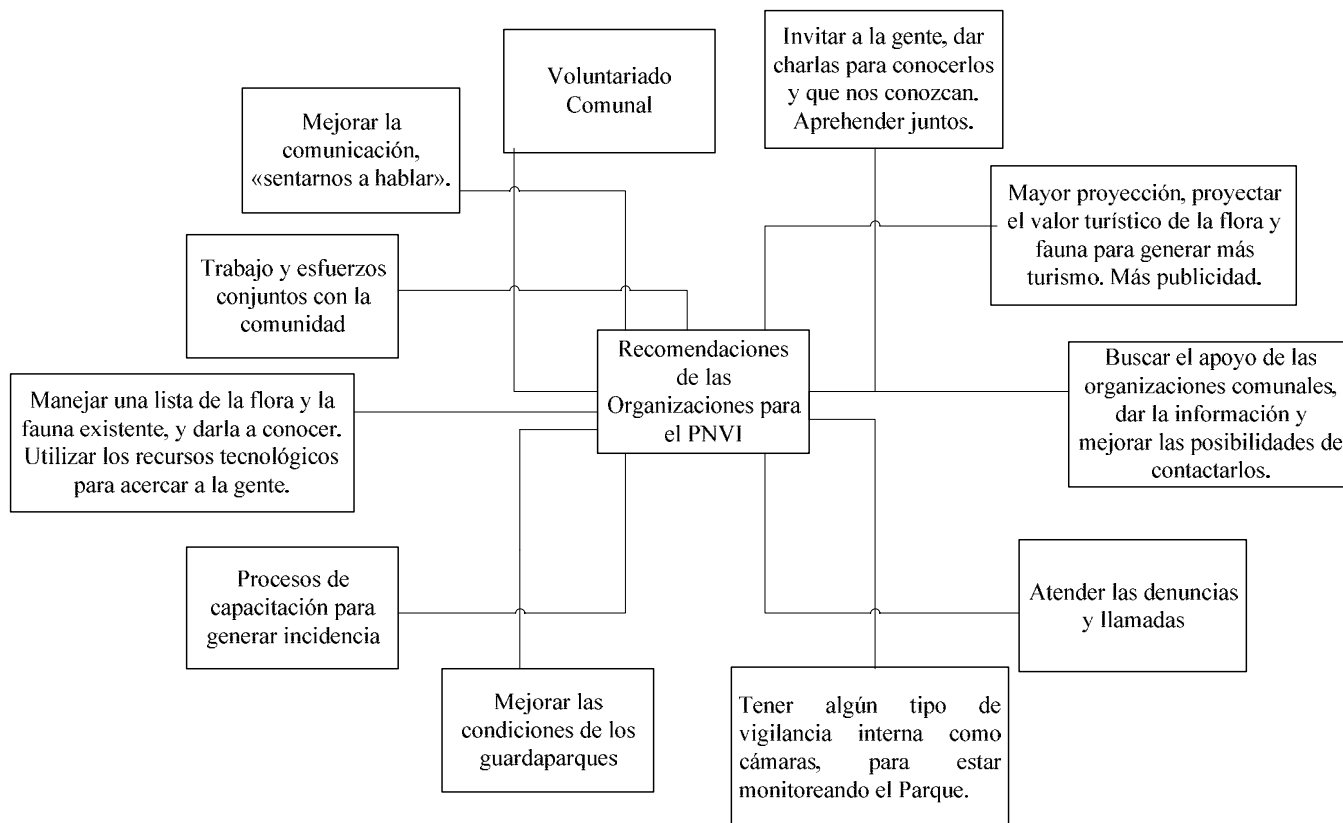 Voluntariado
Comunal
Invitar a la gente, dar
charlas para conocerlos
y que nos conozcan.
Aprehender juntos.
Mejorar la
comunicación,
«sentarnos a hablar».
Mayor proyección, proyectar
el valor turístico de la flora y
fauna para generar más
turismo. Más publicidad.
Trabajo y esfuerzos
conjuntos con la
comunidad
Recomendaciones
de las
Organizaciones para
el PNVI
Buscar el apoyo de las
organizaciones comunales,
dar la información y
mejorar las posibilidades de
contactarlos.
Manejar una lista de la flora y la
fauna existente, y darla a conocer.
Utilizar los recursos tecnológicos
para acercar a la gente.
Procesos de
capacitación para
generar incidencia
Atender las denuncias
y llamadas
Mejorar las
condiciones de los
guardaparques
Tener algún tipo de
vigilancia interna como
cámaras, para estar
monitoreando el Parque.